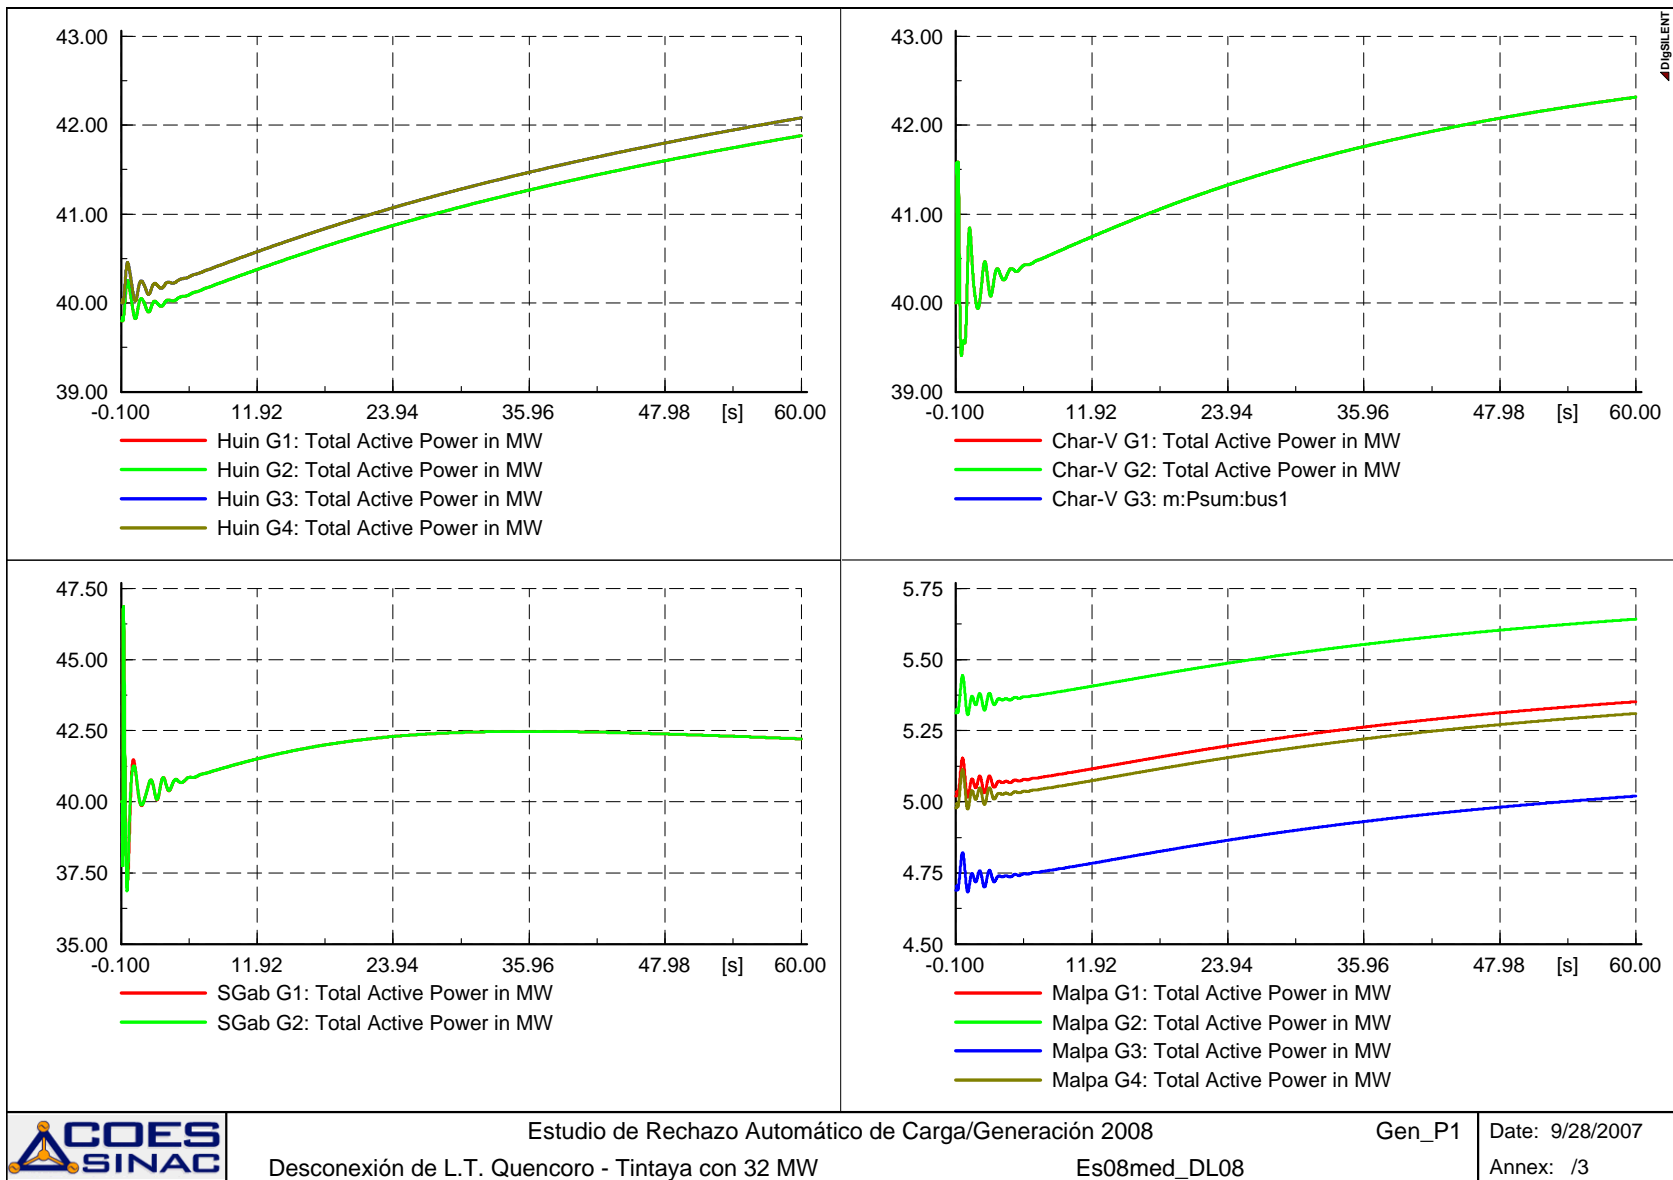 43.00
42.00
41.00
40.00
39.00
-0.100 11.92 23.94 35.96 47.98 [s] 60.00
Huin G1: Total Active Power in MW
Huin G2: Total Active Power in MW
Huin G3: Total Active Power in MW
Huin G4: Total Active Power in MW
43.00
42.00
41.00
40.00
39.00
-0.100 11.92 23.94 35.96 47.98 [s] 60.00
Char-V G1: Total Active Power in MW
Char-V G2: Total Active Power in MW
Char-V G3: m:Psum:bus1
DIgSILENT
47.50
45.00
42.50
40.00
37.50
35.00
-0.100 11.92 23.94 35.96 47.98 [s] 60.00
SGab G1: Total Active Power in MW
SGab G2: Total Active Power in MW
5.75
5.50
5.25
5.00
4.75
4.50
-0.100 11.92 23.94 35.96 47.98 [s] 60.00
Malpa G1: Total Active Power in MW
Malpa G2: Total Active Power in MW
Malpa G3: Total Active Power in MW
Malpa G4: Total Active Power in MW
COES
SINAC
Estudio de Rechazo Automático de Carga/Generación 2008 Gen_P1
Desconexión de L.T. Quencoro - Tintaya con 32 MW Es08med_DL08
Date: 9/28/2007
Annex: /3